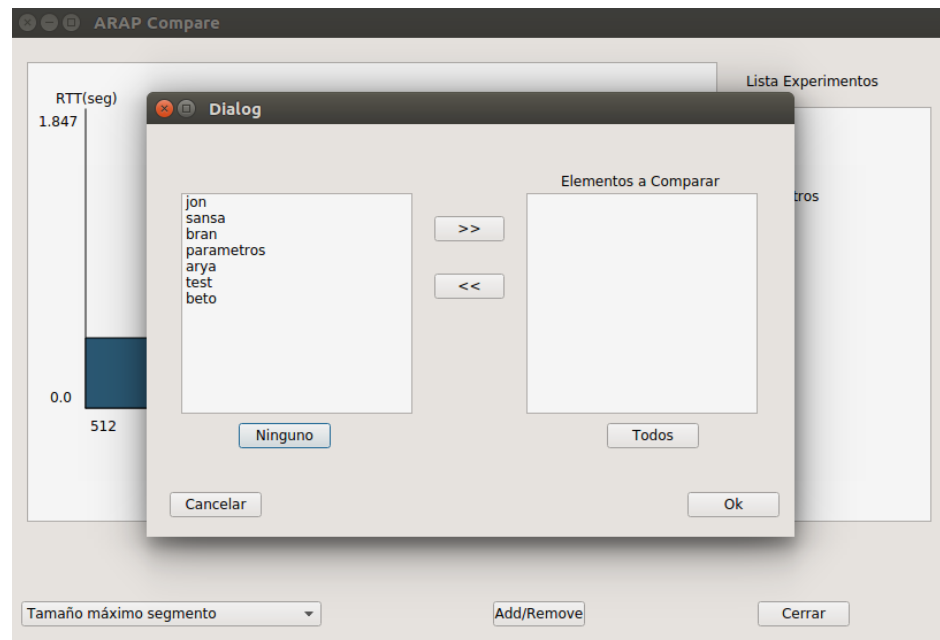 ARAP Compare
Lista Experimentos
RTT(seg)
1.847
Dialog
Elementos a Comparar
jon
sansa
bran
parametros
arya
test
beto
>>
<<
tros
0.0
512
Ninguno
Todos
Cancelar
Ok
Tamaño máximo segmento
Add/Remove
Cerrar